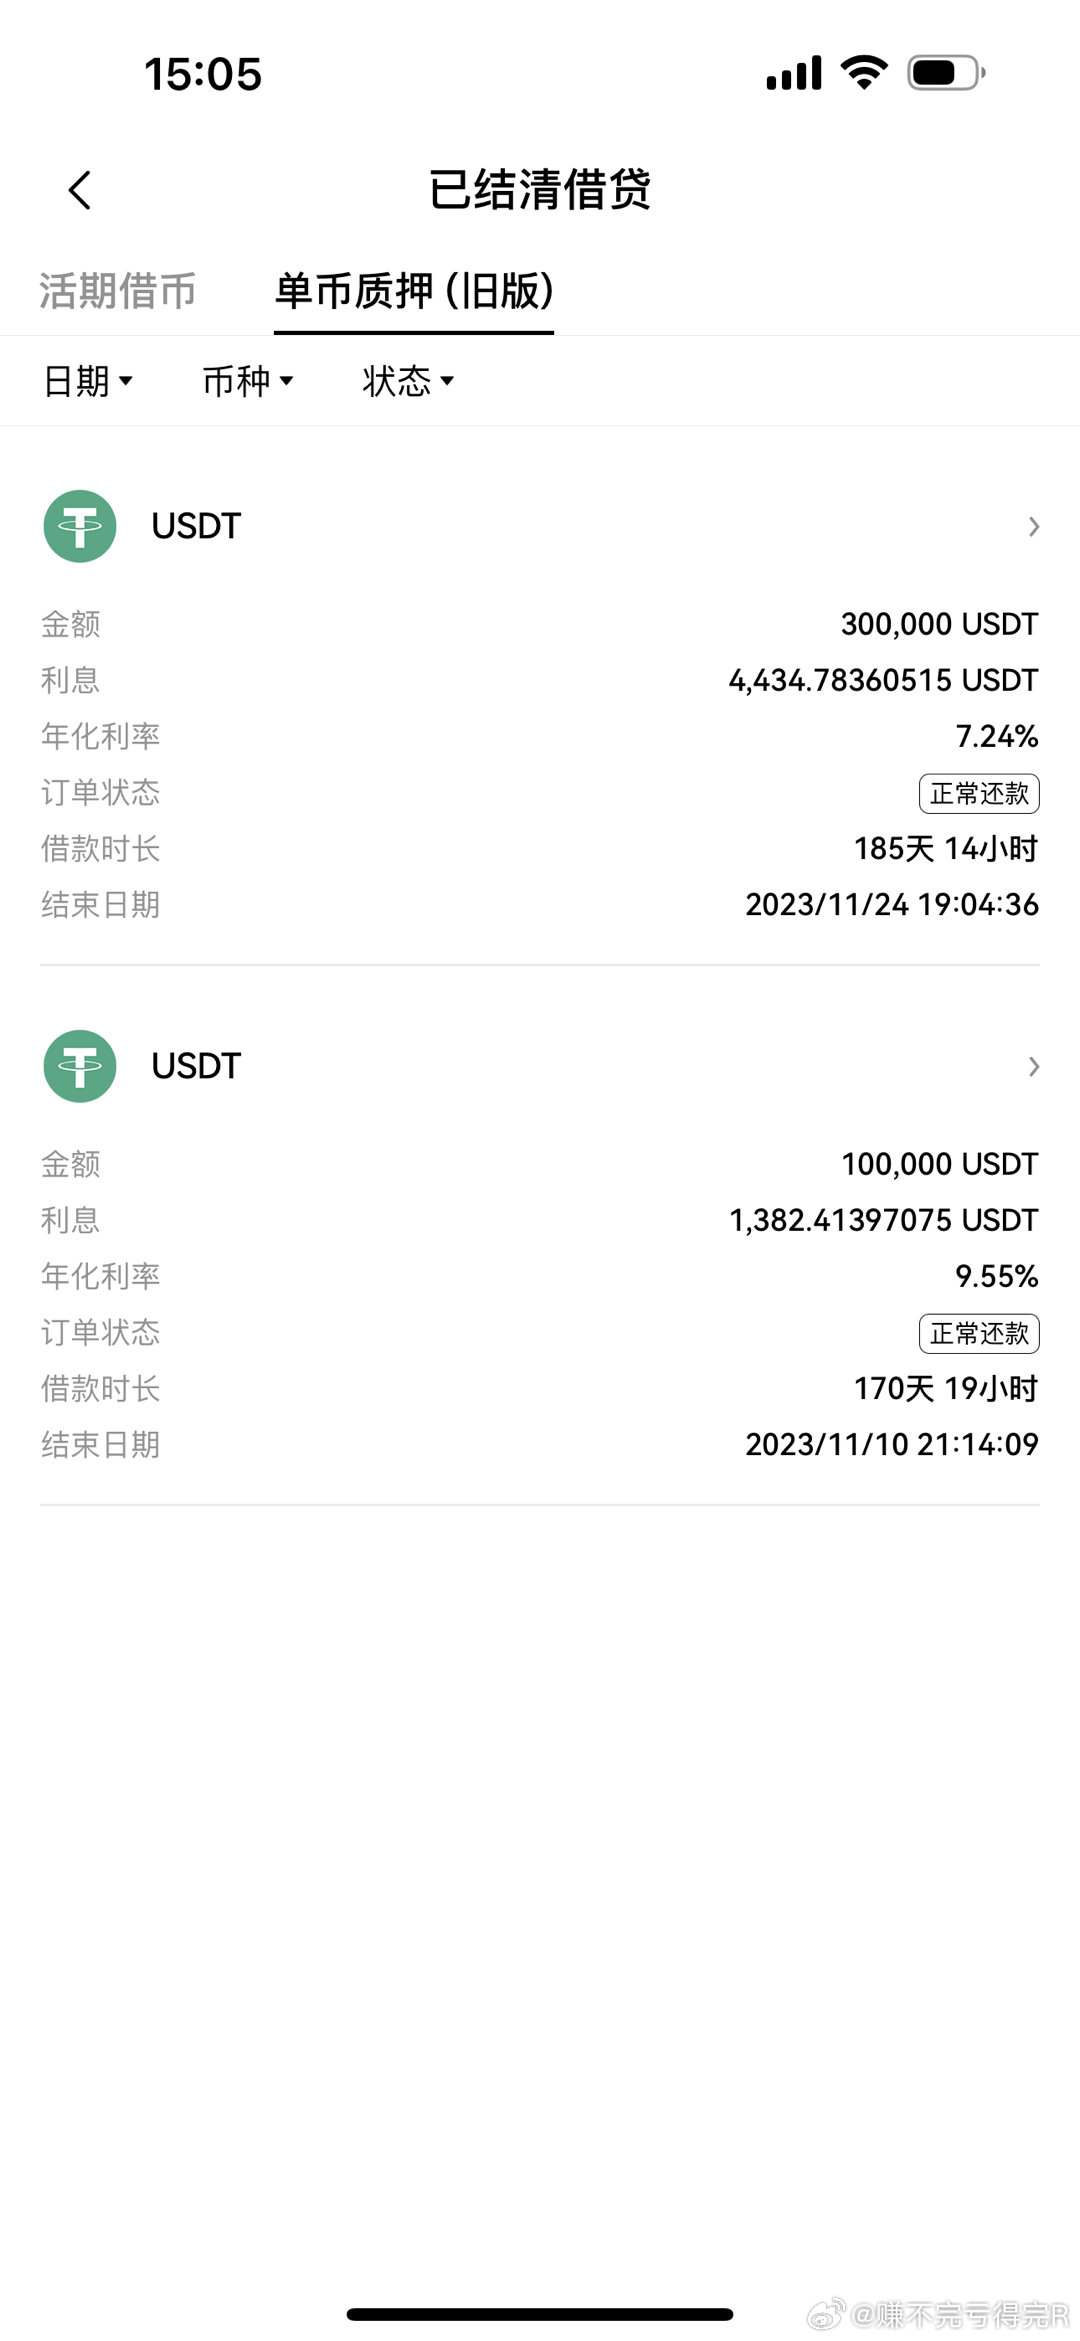 15:05
已结清借贷
活期借币 单币质押 (旧版)
日期 币种 状态
USDT
金额 300,000 USDT
利息 4,434.78360515 USDT
年化利率 7.24%
订单状态 正常还款
借款时长 185天 14小时
结束日期 2023/11/24 19:04:36
USDT
金额 100,000 USDT
利息 1,382.41397075 USDT
年化利率 9.55%
订单状态 正常还款
借款时长 170天 19小时
结束日期 2023/11/10 21:14:09
@赚不完亏得完R